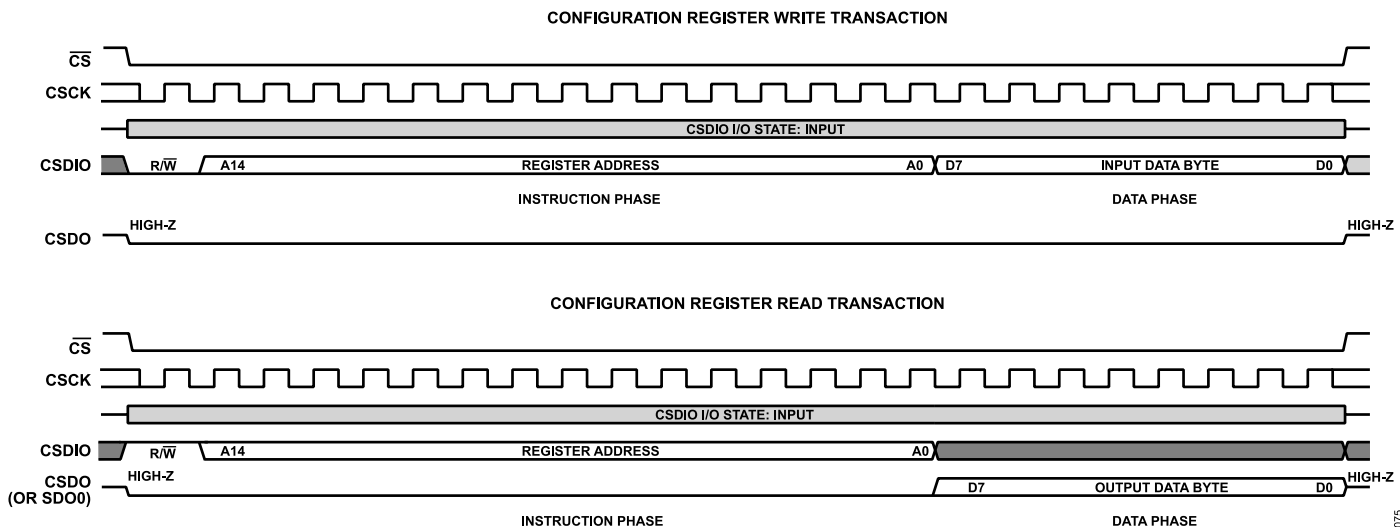 CONFIGURATION REGISTER WRITE TRANSACTION
CS
CSCK
CSDIO I/O STATE: INPUT
CSDIO R/W A14 REGISTER ADDRESS A0 D7 INPUT DATA BYTE D0
INSTRUCTION PHASE DATA PHASE
HIGH-Z HIGH-Z
CSDO
CONFIGURATION REGISTER READ TRANSACTION
CS
CSCK
CSDIO I/O STATE: INPUT
CSDIO R/W A14 REGISTER ADDRESS A0
CSDO HIGH-Z HIGH-Z
(OR SDO0) D7 OUTPUT DATA BYTE D0
INSTRUCTION PHASE DATA PHASE
075